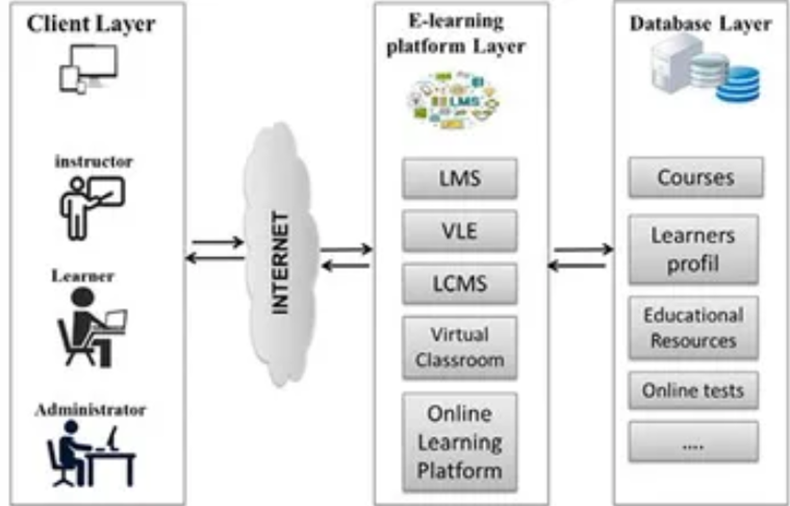 Client Layer
instructor
Learner
Administrator
INTERNET
E-learning
platform Layer
LMS
LMS
VLE
LCMS
Virtual
Classroom
Online
Learning
Platform
Database Layer
Courses
Learners
profil
Educational
Resources
Online tests
....